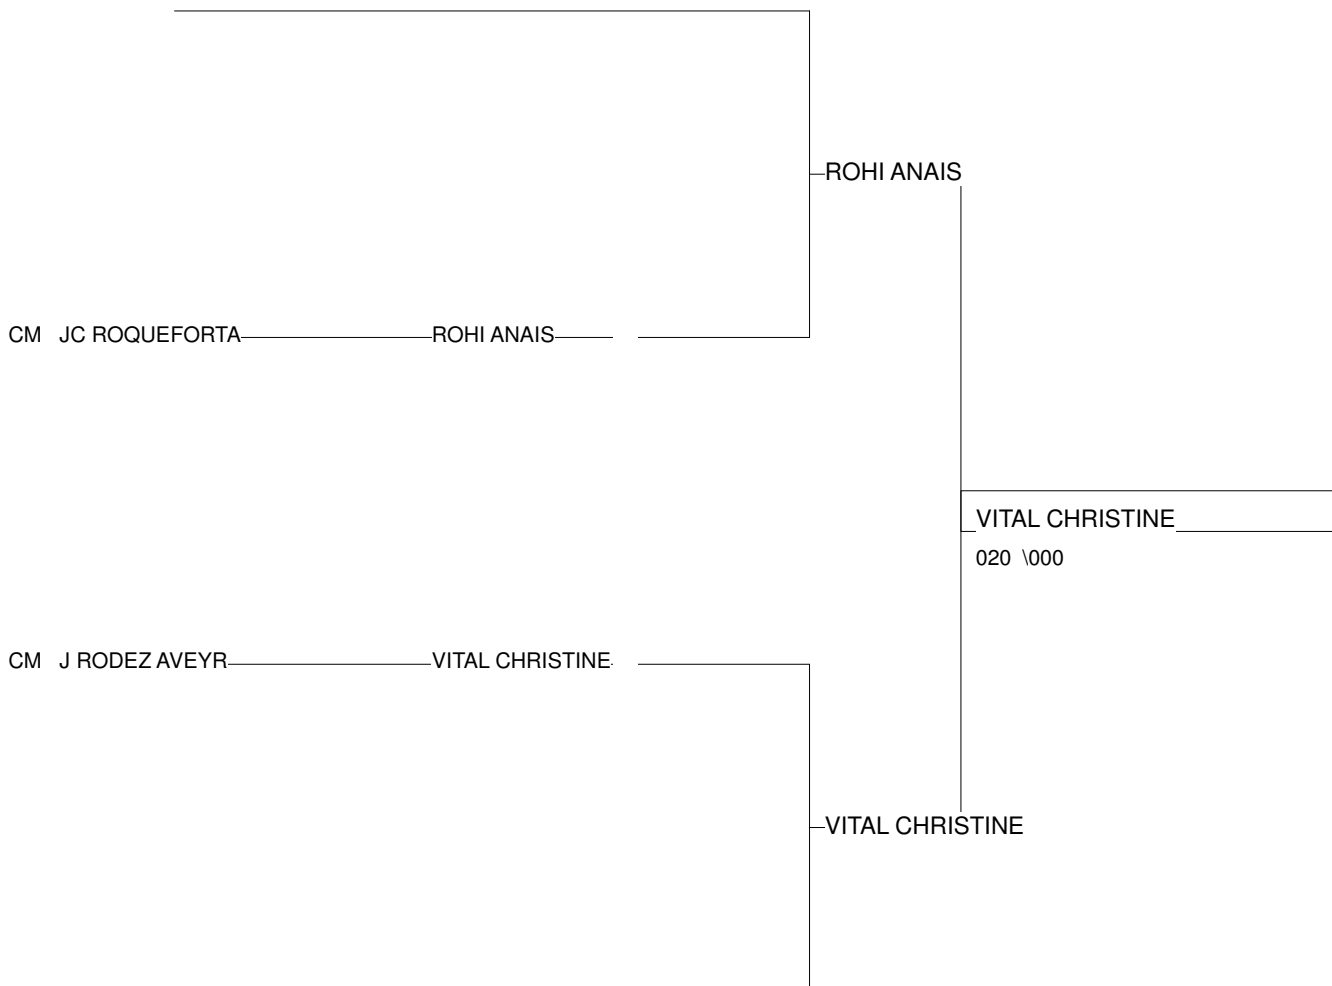 ROHI ANAIS
CM JC ROQUEFORTA ROHI ANAIS
VITAL CHRISTINE
020 \000
CM J RODEZ AVEYR VITAL CHRISTINE
VITAL CHRISTINE